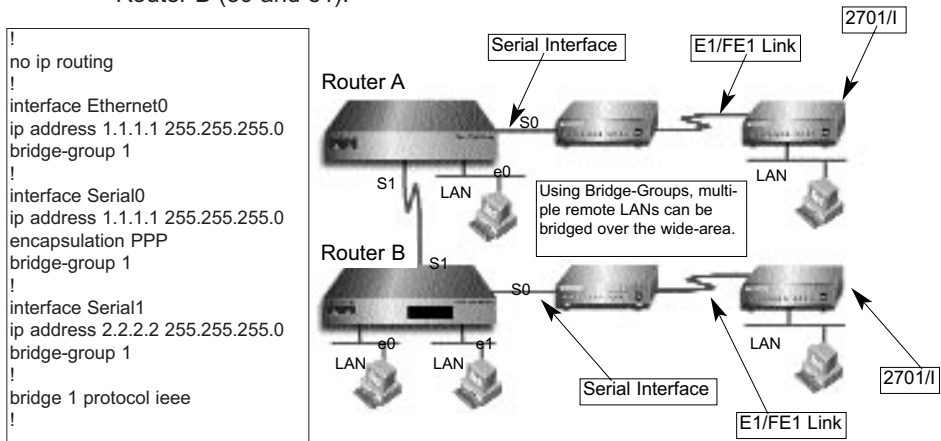 Router B (e0 and e1).
!
no ip routing
!
interface Ethernet0
ip address 1.1.1.1 255.255.255.0
bridge-group 1
!
interface Serial0
ip address 1.1.1.1 255.255.255.0
encapsulation PPP
bridge-group 1
!
interface Serial1
ip address 2.2.2.2 255.255.255.0
bridge-group 1
!
bridge 1 protocol ieee
!
2701/I
Serial Interface
E1/FE1 Link
Router A
S0
e0
S1
LAN
LAN
Using Bridge-Groups, multi-
ple remote LANs can be
bridged over the wide-area.
Router B
S1
S0
e0
e1
LAN
LAN
LAN
Serial Interface
2701/I
E1/FE1 Link